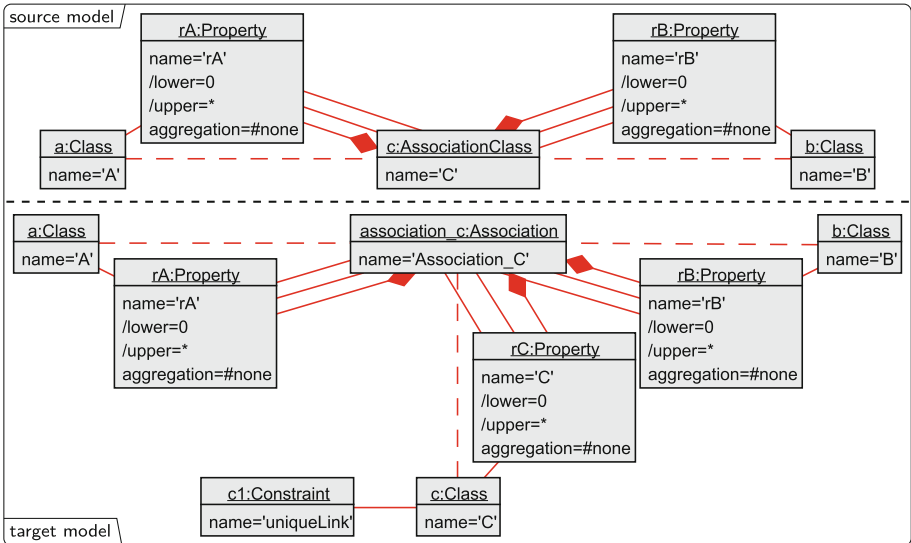 source model
rA:Property
name='rA'
/lower=0
/upper=*
aggregation=#none
rB:Property
name='rB'
/lower=0
/upper=*
aggregation=#none
a:Class
name='A'
c:AssociationClass
name='C'
b:Class
name='B'
a:Class
name='A'
association_c:Association
name='Association_C'
b:Class
name='B'
rA:Property
name='rA'
/lower=0
/upper=*
aggregation=#none
rB:Property
name='rB'
/lower=0
/upper=*
aggregation=#none
rC:Property
name='C'
/lower=0
/upper=*
aggregation=#none
c1:Constraint
name='uniqueLink'
c:Class
name='C'
target model